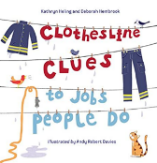 Kathryn Heling and Deborah Hembrook
CLOTHESLINE
CLUES
to JOBS
PEOPLE DO
Illustrated by Andy Robert Davies